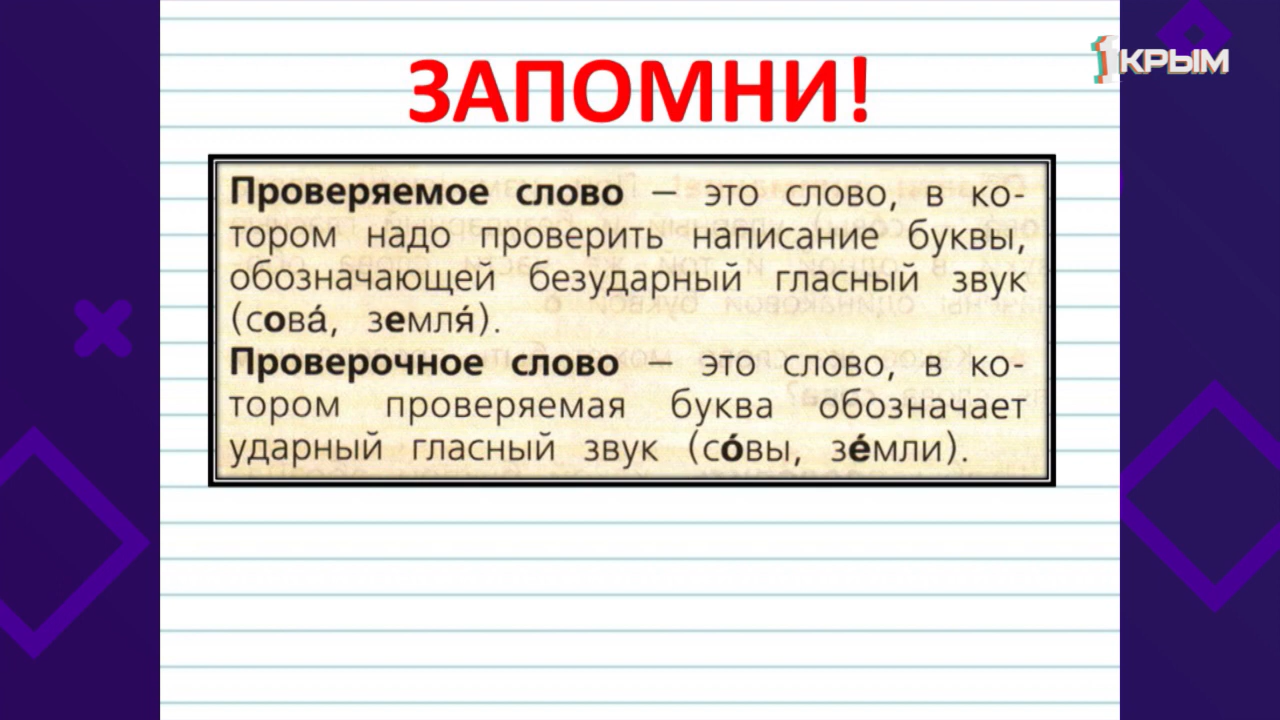 1КРЫМ
ЗАПОМНИ!
Проверяемое слово — это слово, в ко-
тором надо проверить написание буквы,
обозначающей безударный гласный звук
(сова́, земля́).
Проверочное слово — это слово, в ко-
тором проверяемая буква обозначает
ударный гласный звук (со́вы, зе́мли).